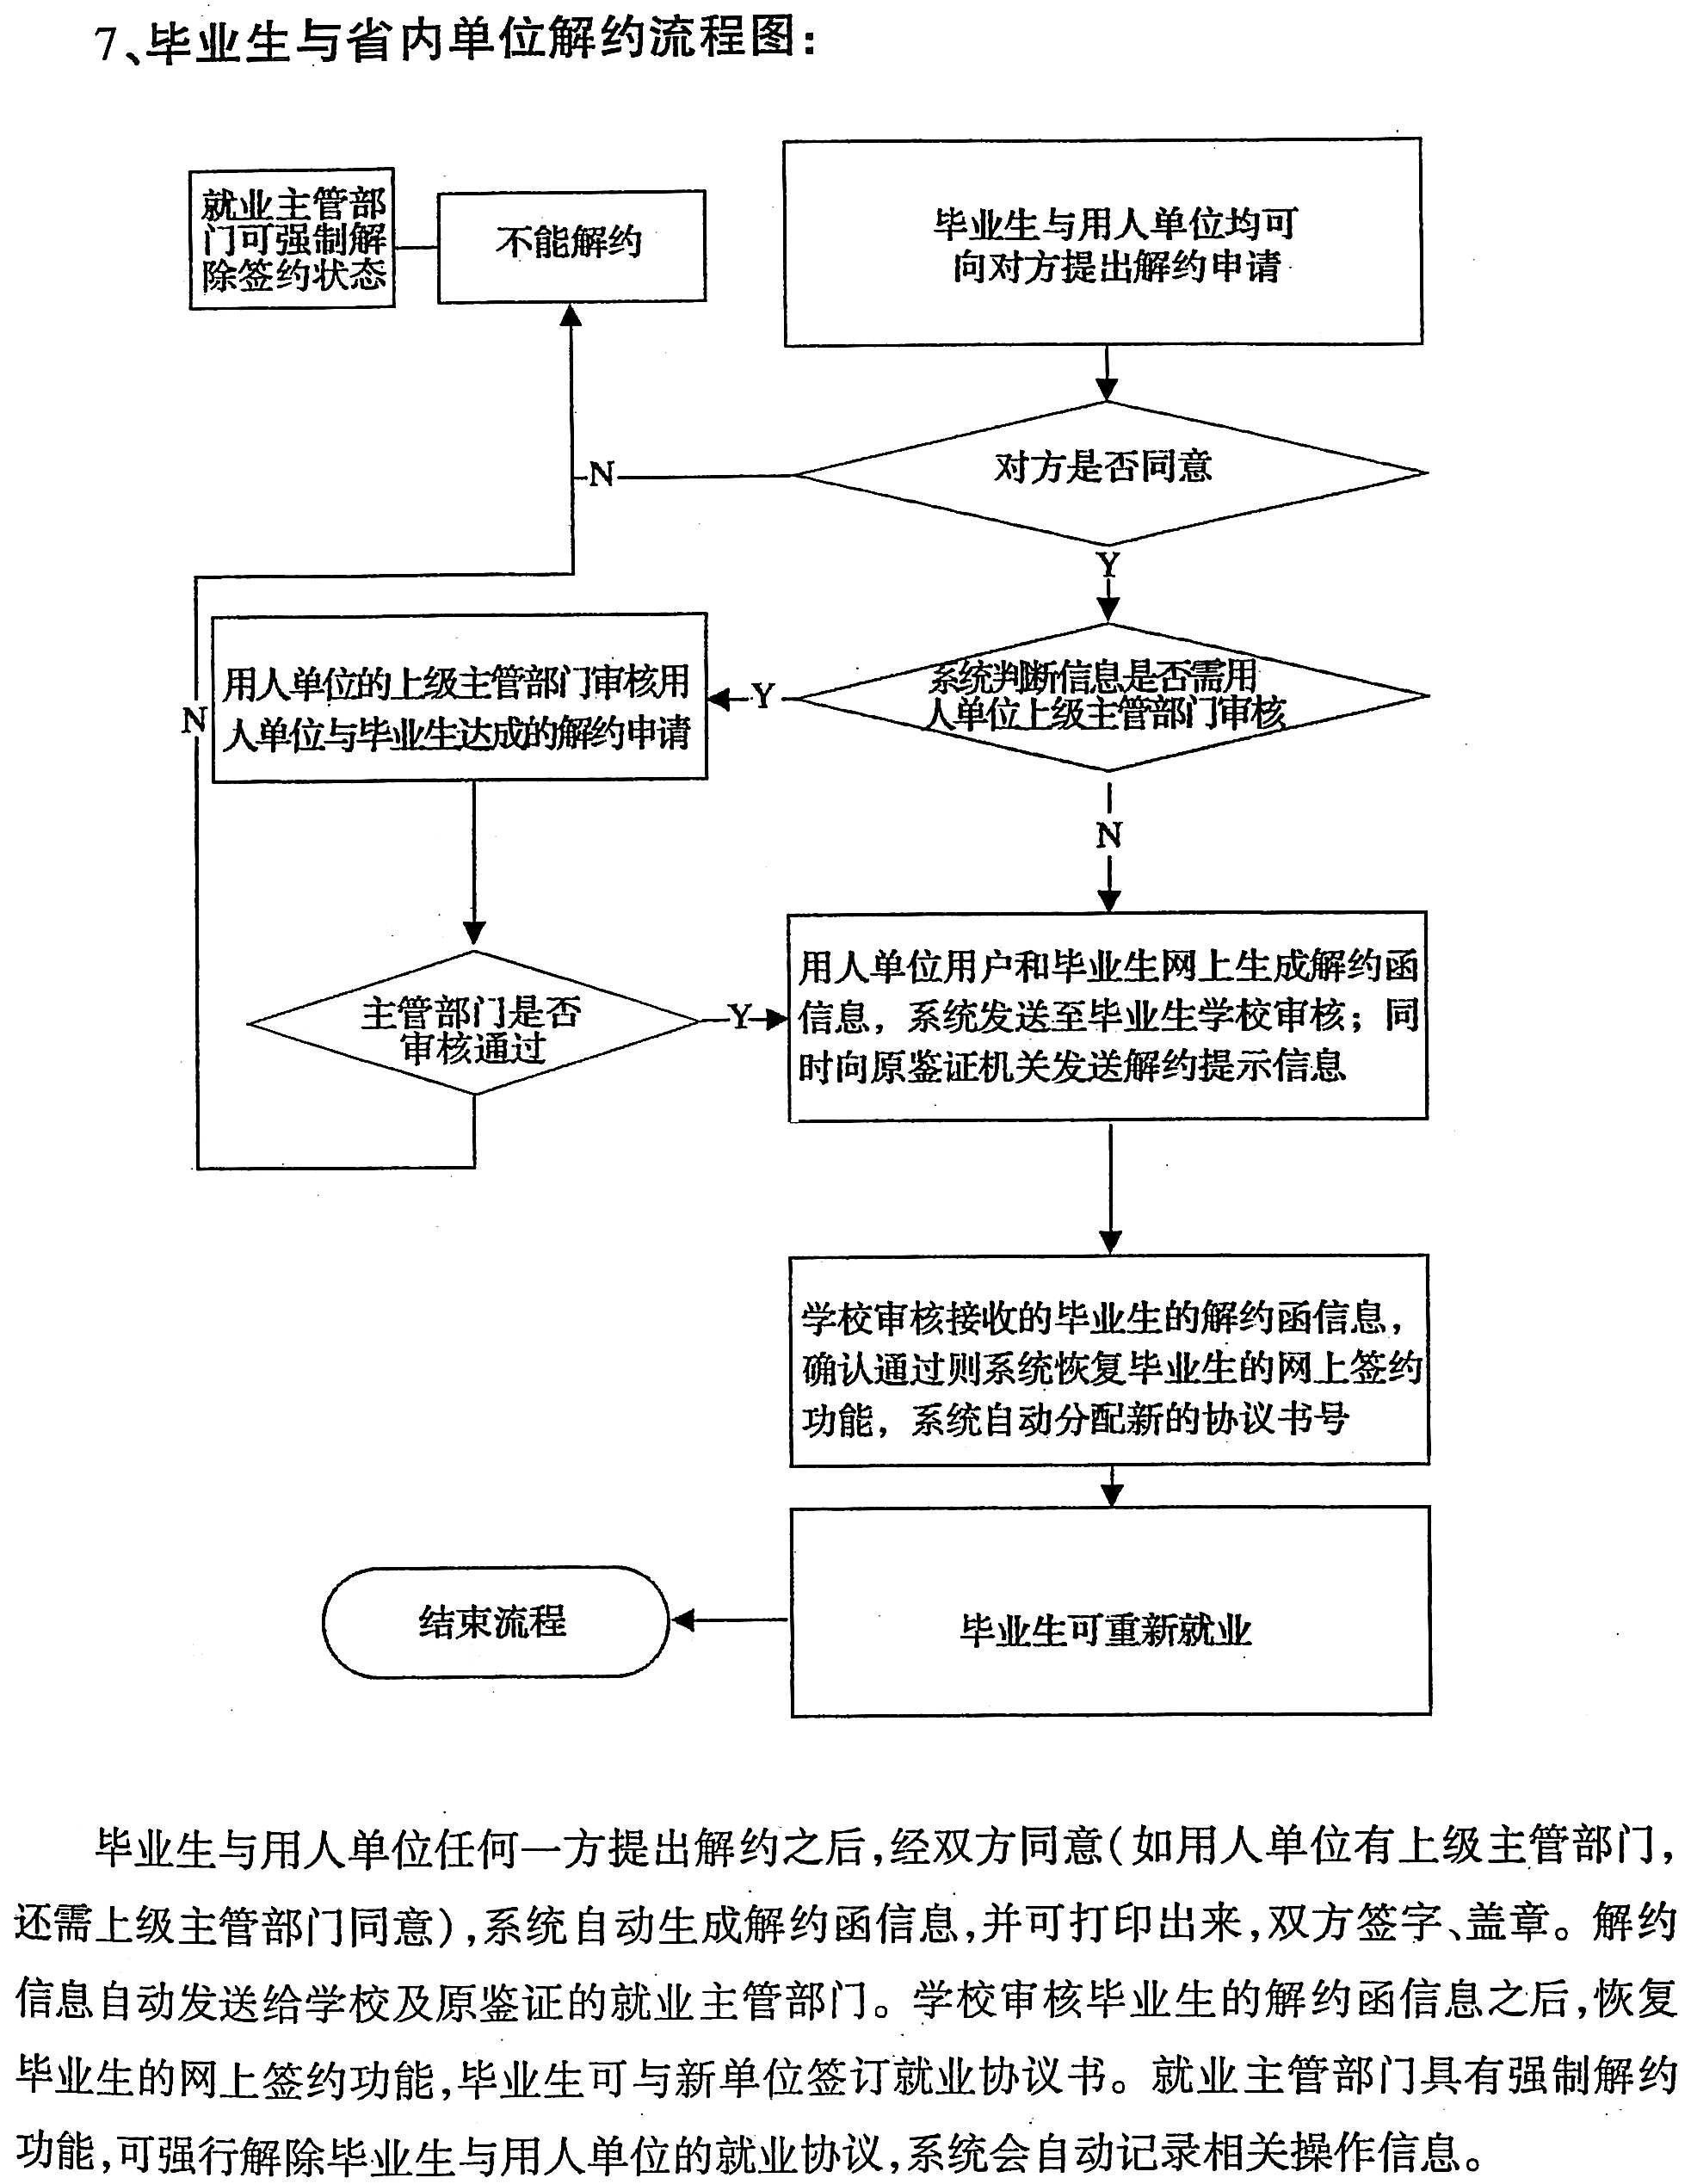 7、毕业生与省内单位解约流程图：
就业主管部
门可强制解
除签约状态
不能解约
毕业生与用人单位均可
向对方提出解约申请
对方是否同意
N
Y
系统判断信息是否需用
人单位上级主管部门审核
Y
用人单位的上级主管部门审核用
人单位与毕业生达成的解约申请
N
N
主管部门是否
审核通过
Y
用人单位用户和毕业生网上生成解约函
信息，系统发送至毕业生学校审核；同
时向原鉴证机关发送解约提示信息
学校审核接收的毕业生的解约函信息，
确认通过则系统恢复毕业生的网上签约
功能，系统自动分配新的协议书号
毕业生可重新就业
结束流程
毕业生与用人单位任何一方提出解约之后,经双方同意(如用人单位有上级主管部门,
还需上级主管部门同意),系统自动生成解约函信息,并可打印出来,双方签字、盖章。解约
信息自动发送给学校及原鉴证的就业主管部门。学校审核毕业生的解约函信息之后,恢复
毕业生的网上签约功能,毕业生可与新单位签订就业协议书。就业主管部门具有强制解约
功能,可强行解除毕业生与用人单位的就业协议,系统会自动记录相关操作信息。